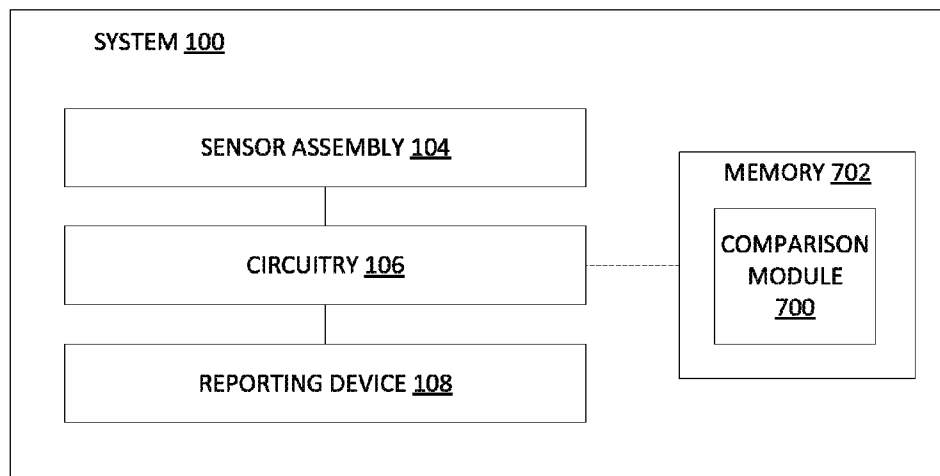 SYSTEM 100
SENSOR ASSEMBLY 104
MEMORY 702
COMPARISON
MODULE
700
CIRCUITRY 106
REPORTING DEVICE 108